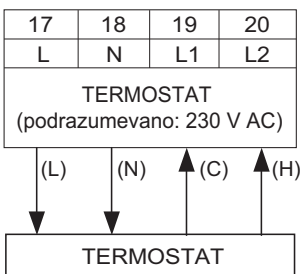 17 18 19 20
L N L1 L2
TERMOSTAT
(podrazumevano: 230 V AC)
(L) (N) (C) (H)
TERMOSTAT